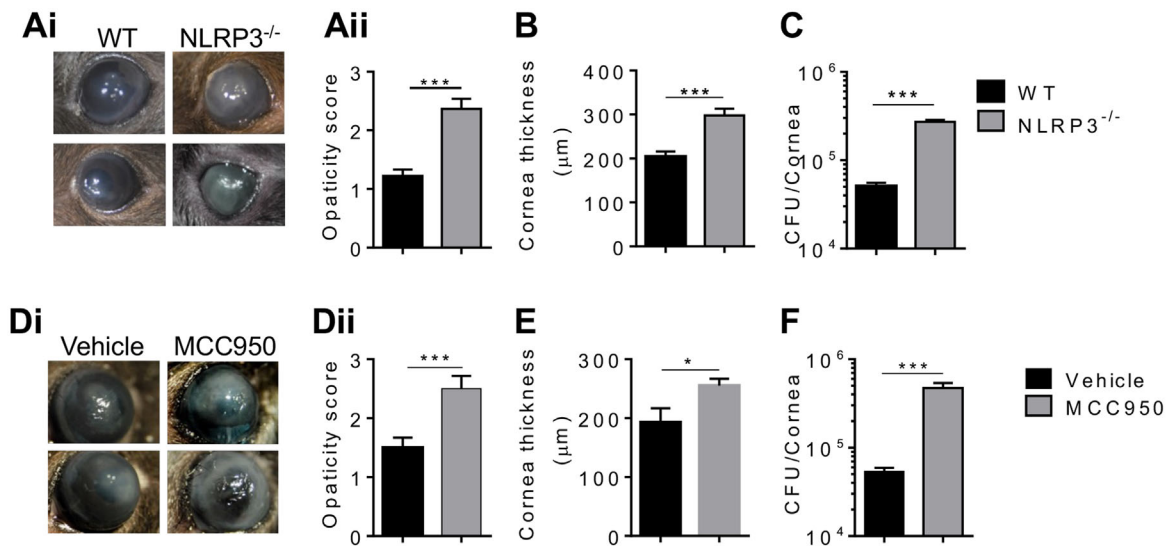 Ai
WT NLRP3-/-
Aii
Opaticity score
3
2
1
0
***
B
Cornea thickness
(μm)
400
300
200
100
0
***
C
CFU/Cornea
10^6
10^5
10^4
***
WT
NLRP3-/-
Di
Vehicle MCC950
Dii
Opaticity score
3
2
1
0
***
E
Cornea thickness
(μm)
300
200
100
0
*
F
CFU/Cornea
10^6
10^5
10^4
***
Vehicle
MCC950